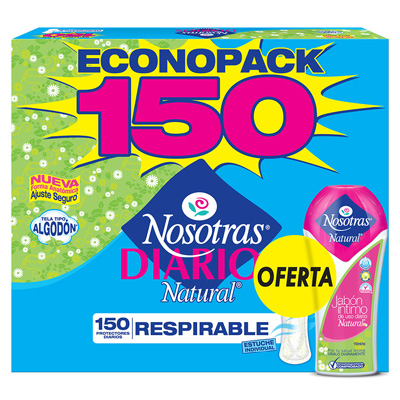 ECONOPACK
150
NUEVA
Forma Anatómica
Ajuste Seguro
TELA TIPO
ALGODÓN
Nosotras®
DIARIOS
Natural®
150
PROTECTORES
DIARIOS
RESPIRABLE
ESTUCHE
INDIVIDUAL
OFERTA
Nosotras®
Natural®
Jabón
íntimo
de uso diario
Natural